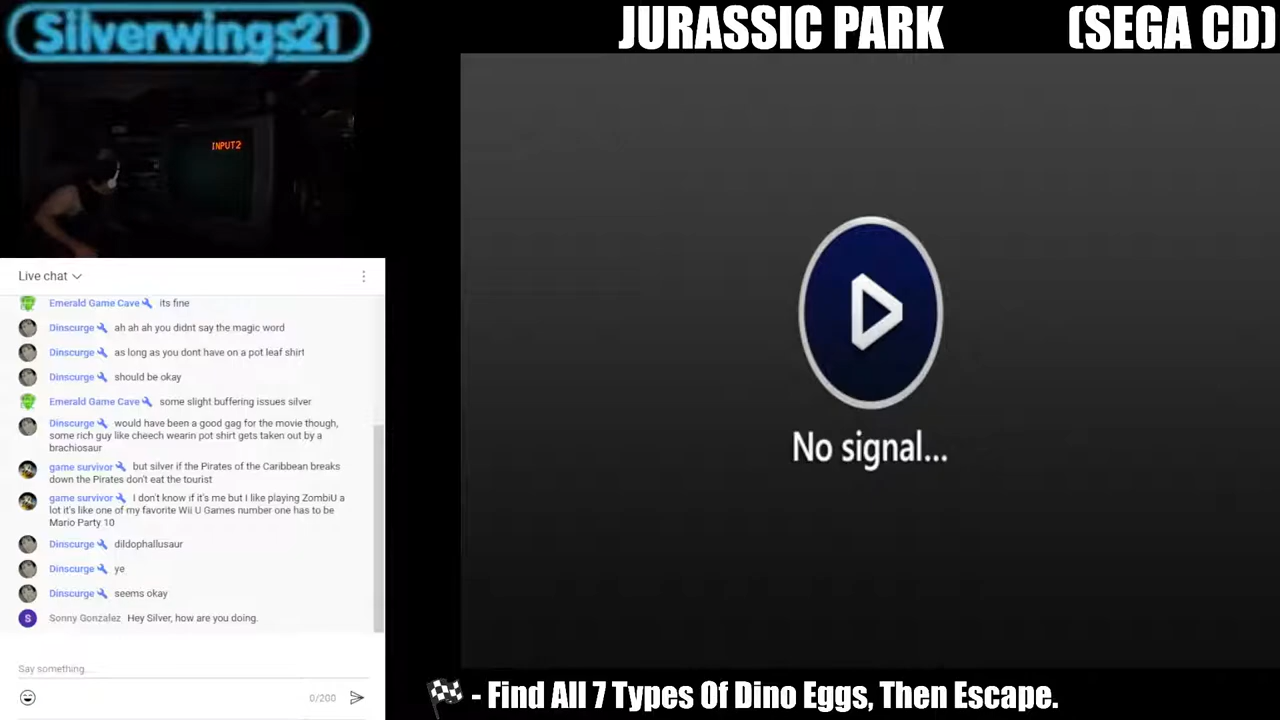 Silverwings21
JURASSIC PARK (SEGA CD)
INPUT2
Live chat
Emerald Game Cave its fine
Dinscurge ah ah ah you didnt say the magic word
Dinscurge as long as you dont have on a pot leaf shirt
Dinscurge should be okay
Emerald Game Cave some slight buffering issues silver
Dinscurge would have been a good gag for the movie though,
some rich guy like cheech wearin pot shirt gets taken out by a
brachiosaur
game survivor but silver if the Pirates of the Caribbean breaks
down the Pirates don't eat the tourist
game survivor I don't know if it's me but I like playing ZombiU a
lot it's like one of my favorite Wii U Games number one has to be
Mario Party 10
Dinscurge dildophallusaur
Dinscurge ye
Dinscurge seems okay
S Sonny Gonzalez Hey Silver, how are you doing.
Say something...
0/200
No signal...
- Find All 7 Types Of Dino Eggs, Then Escape.